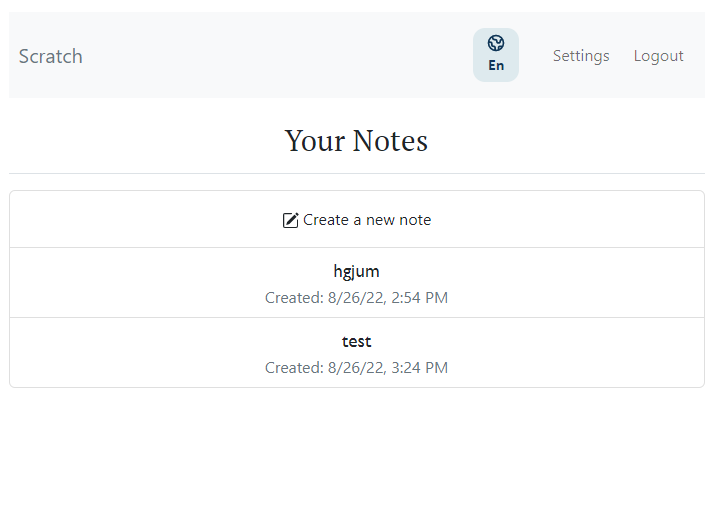 Scratch
En
Settings
Logout
Your Notes
Create a new note
hgjum
Created: 8/26/22, 2:54 PM
test
Created: 8/26/22, 3:24 PM